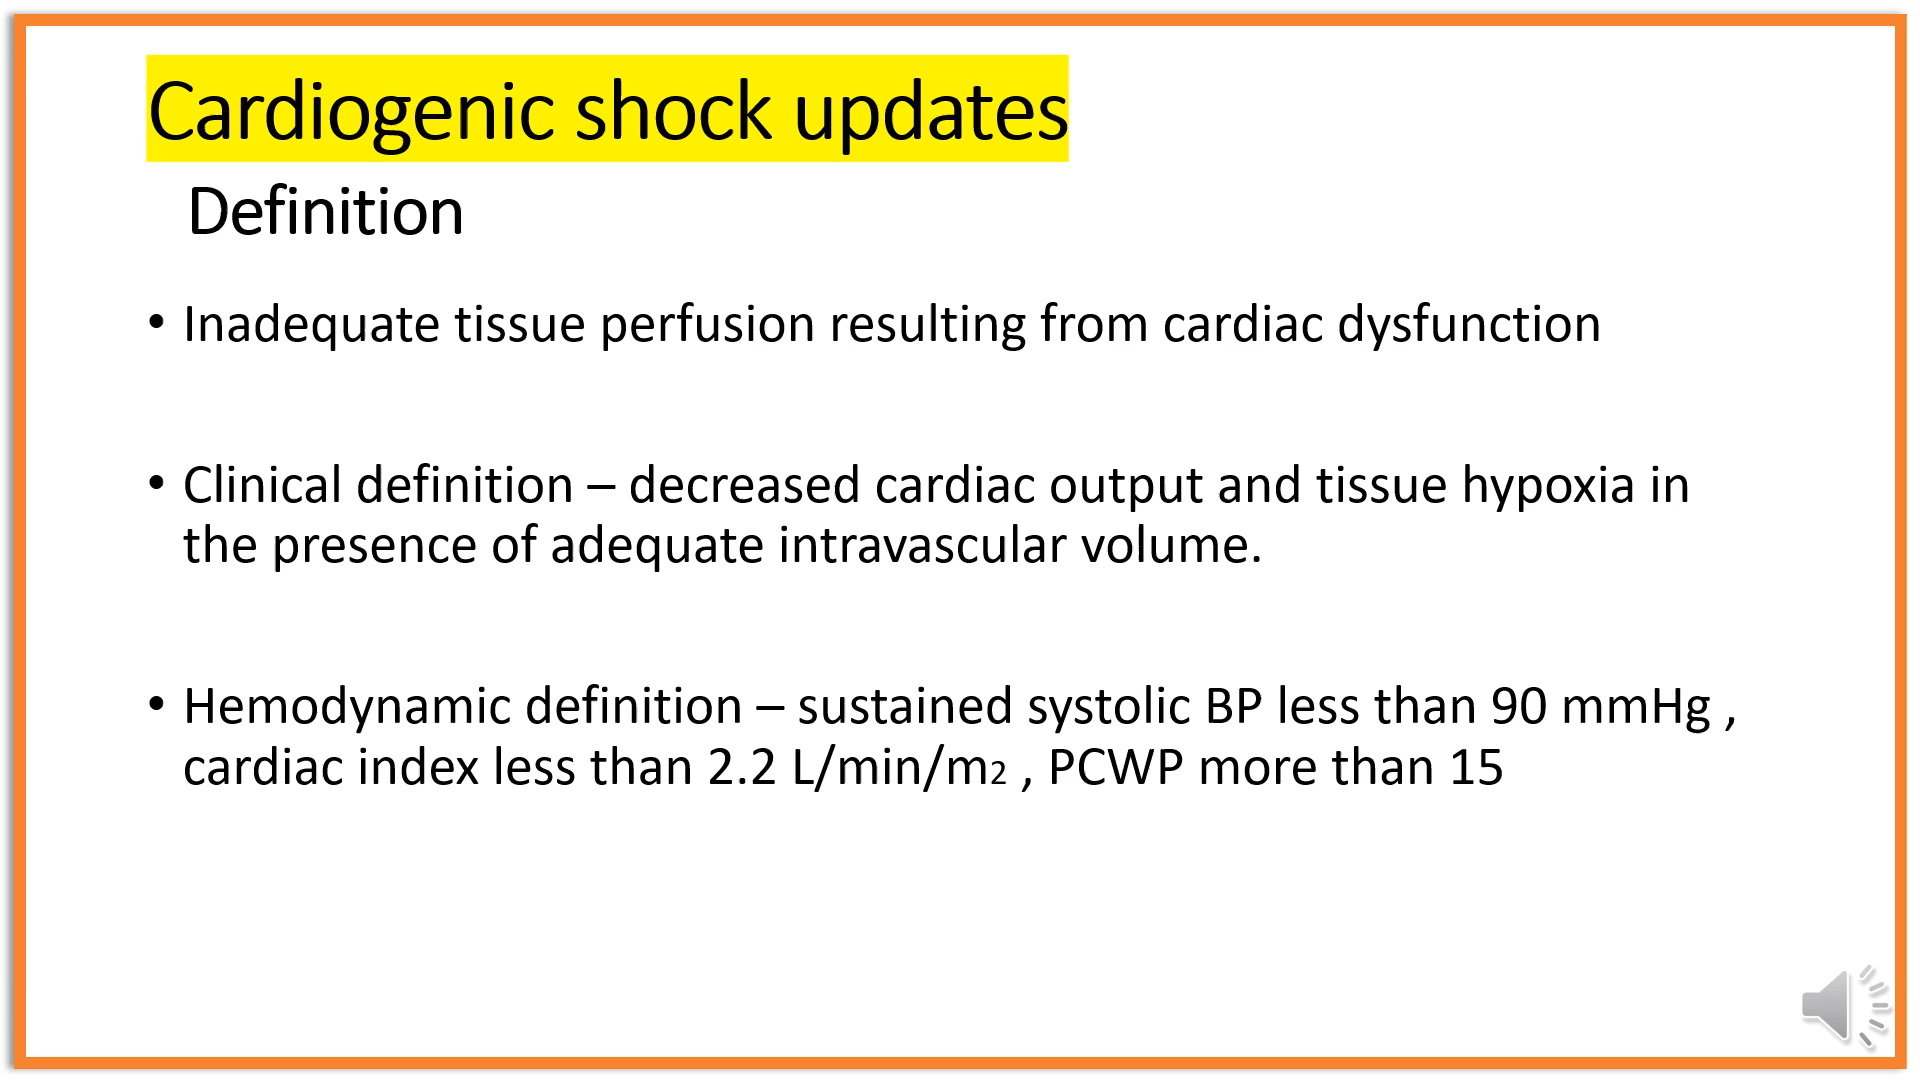 Cardiogenic shock updates
Definition
• Inadequate tissue perfusion resulting from cardiac dysfunction
• Clinical definition – decreased cardiac output and tissue hypoxia in
the presence of adequate intravascular volume.
• Hemodynamic definition – sustained systolic BP less than 90 mmHg ,
cardiac index less than 2.2 L/min/m2 , PCWP more than 15